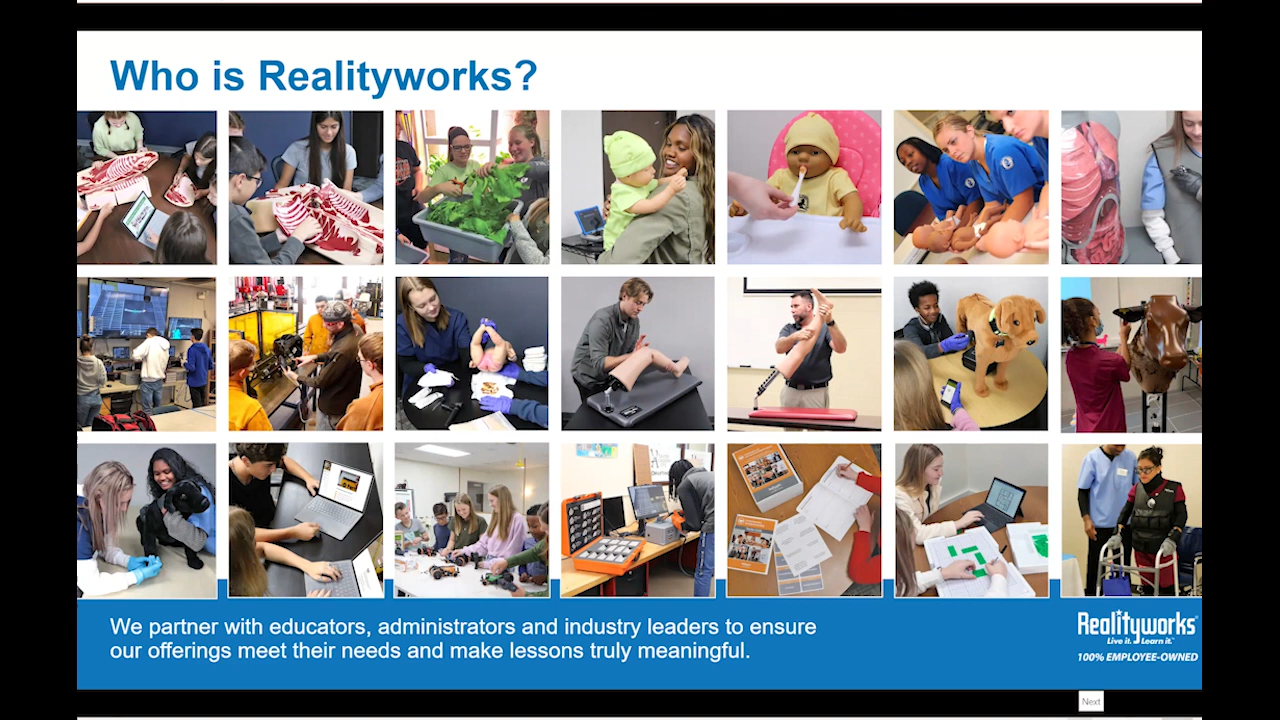 Who is Realityworks?
We partner with educators, administrators and industry leaders to ensure
our offerings meet their needs and make lessons truly meaningful.
Realityworks
Live it. Learn it.
100% EMPLOYEE-OWNED
Next